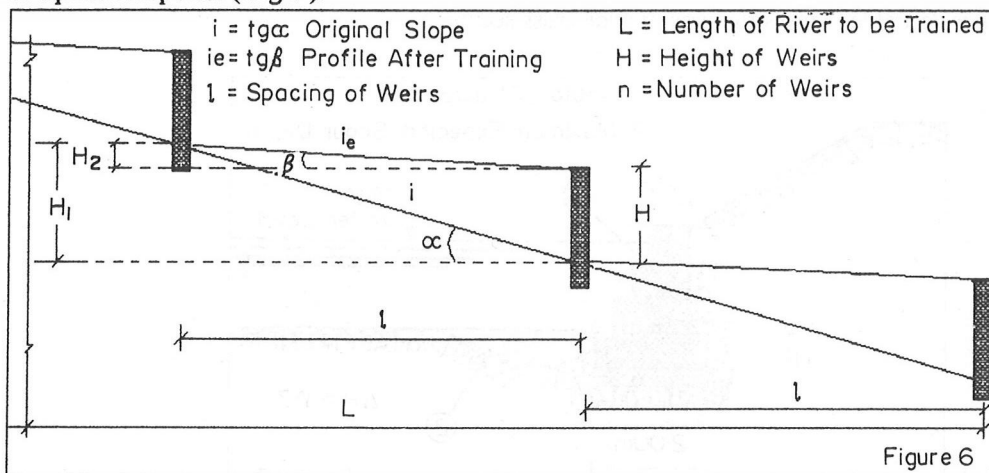 i = tgα Original Slope
ie = tgβ Profile After Training
l = Spacing of Weirs
L = Length of River to be Trained
H = Height of Weirs
n = Number of Weirs
H₂
H₁
β
i_e
i
α
H
l
L
l
Figure 6